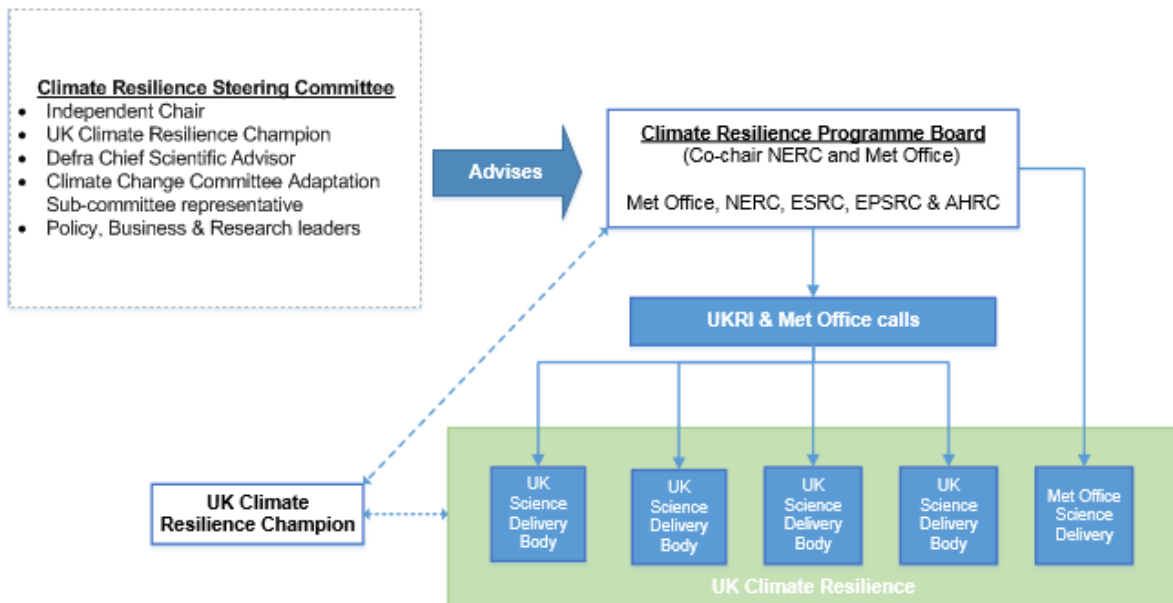 Climate Resilience Steering Committee
• Independent Chair
• UK Climate Resilience Champion
• Defra Chief Scientific Advisor
• Climate Change Committee Adaptation
Sub-committee representative
• Policy, Business & Research leaders
Advises
Climate Resilience Programme Board
(Co-chair NERC and Met Office)
Met Office, NERC, ESRC, EPSRC & AHRC
UKRI & Met Office calls
UK Climate
Resilience Champion
UK
Science
Delivery
Body
UK
Science
Delivery
Body
UK
Science
Delivery
Body
UK
Science
Delivery
Body
Met Office
Science
Delivery
UK Climate Resilience